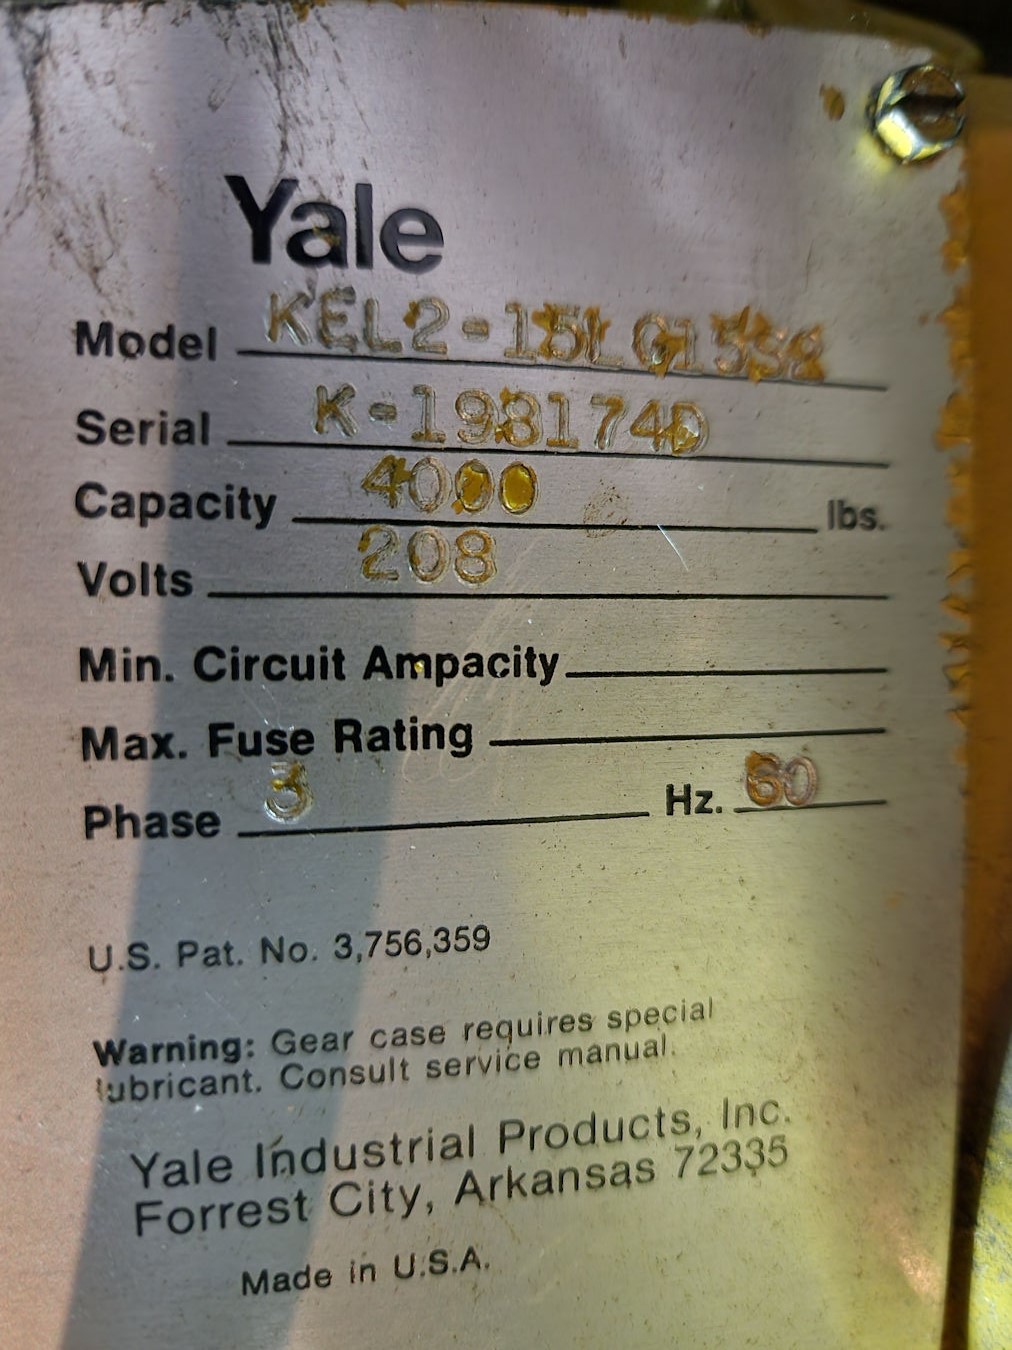 Yale
Model KEL2-15LG15S2
Serial K-198174D
Capacity 4000 lbs.
Volts 208
Min. Circuit Ampacity
Max. Fuse Rating
Phase 3 Hz. 60
U.S. Pat. No. 3,756,359
Warning: Gear case requires special
lubricant. Consult service manual.
Yale Industrial Products, Inc.
Forrest City, Arkansas 72335
Made in U.S.A.